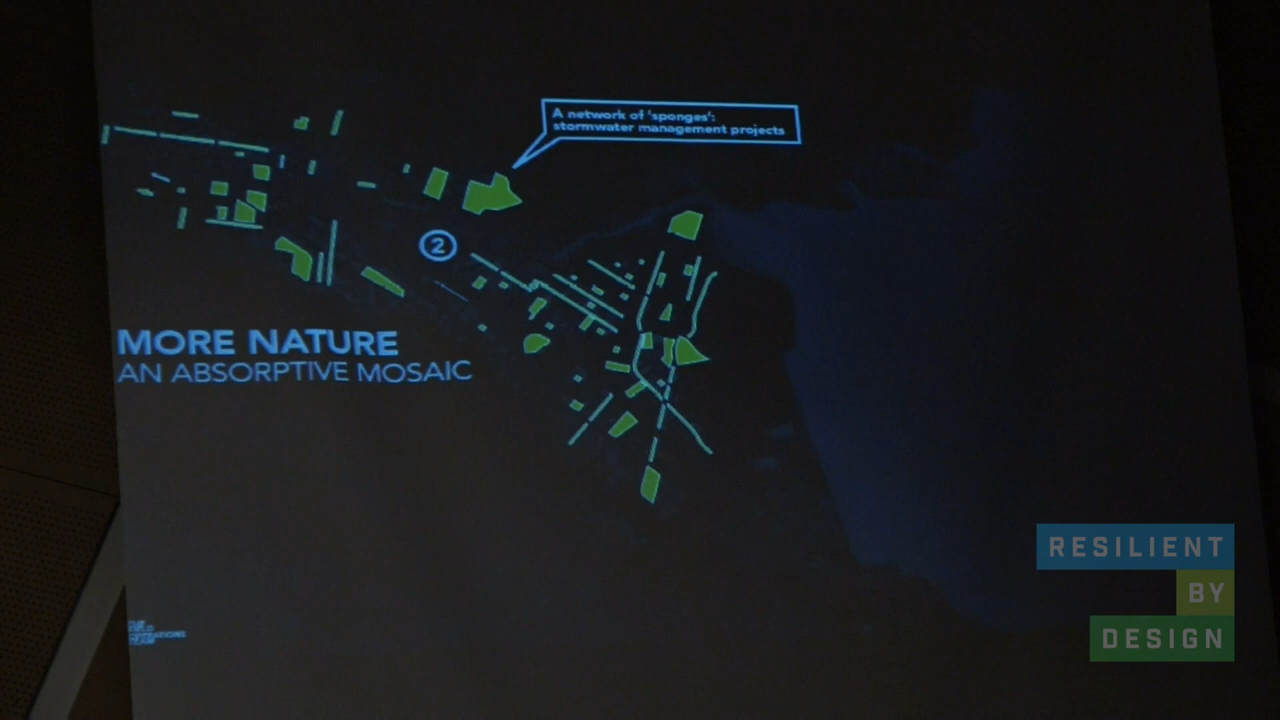 A network of 'sponges':
stormwater management projects
2
MORE NATURE
AN ABSORPTIVE MOSAIC
RESILIENT
BY
DESIGN